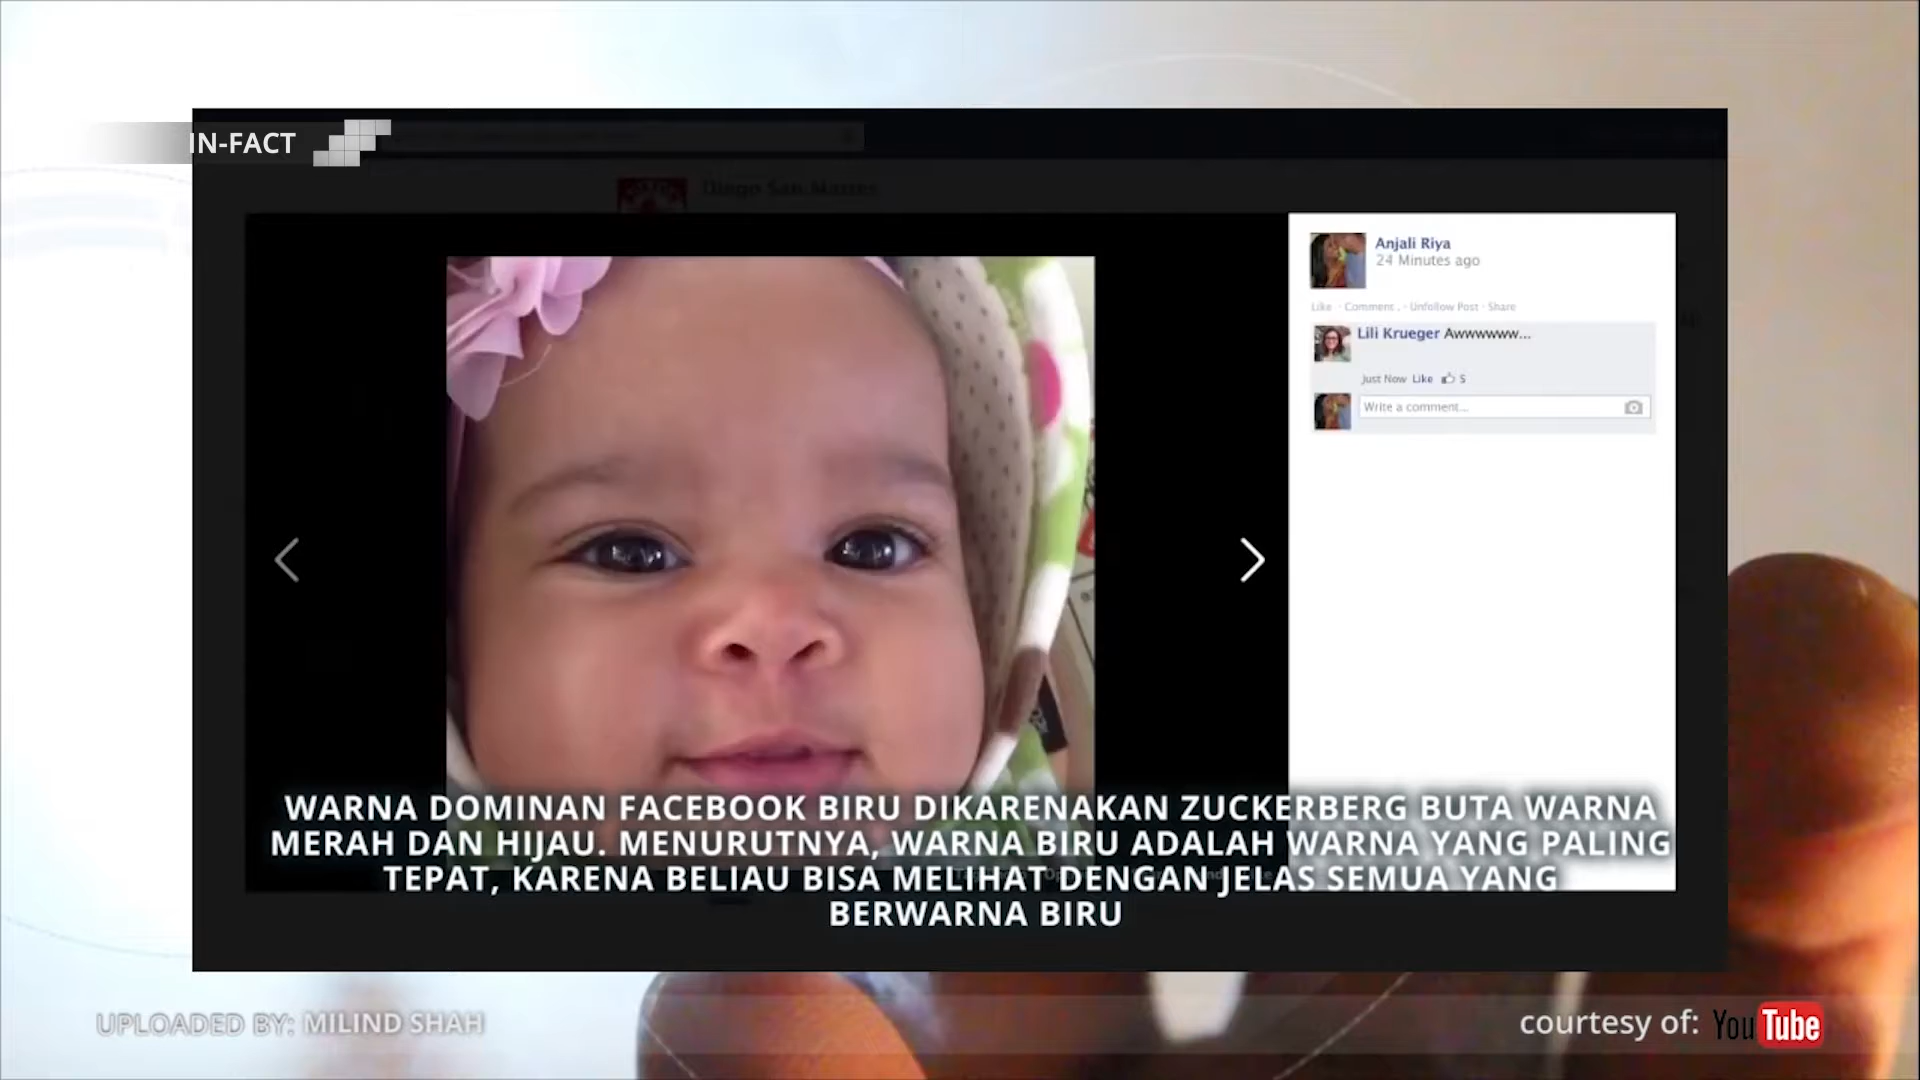 IN-FACT
Diego San Martes
Anjali Riya
24 Minutes ago
Like · Comment · Unfollow Post · Share
Lili Krueger Awwwwww...
Just Now Like 5
Write a comment...
WARNA DOMINAN FACEBOOK BIRU DIKARENAKAN ZUCKERBERG BUTA WARNA
MERAH DAN HIJAU. MENURUTNYA, WARNA BIRU ADALAH WARNA YANG PALING
TEPAT, KARENA BELIAU BISA MELIHAT DENGAN JELAS SEMUA YANG
BERWARNA BIRU
UPLOADED BY: MILIND SHAH
courtesy of: YouTube